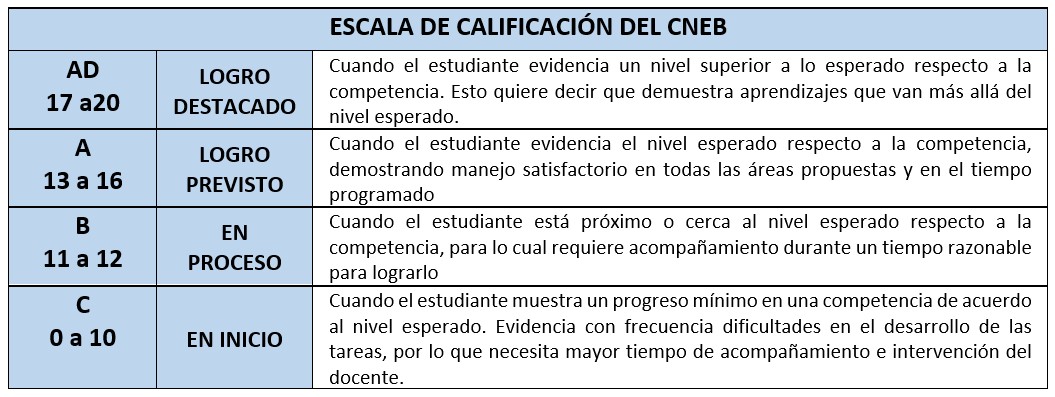 ESCALA DE CALIFICACIÓN DEL CNEB
AD
17 a20
LOGRO
DESTACADO
Cuando el estudiante evidencia un nivel superior a lo esperado respecto a la
competencia. Esto quiere decir que demuestra aprendizajes que van más allá del
nivel esperado.
A
13 a 16
LOGRO
PREVISTO
Cuando el estudiante evidencia el nivel esperado respecto a la competencia,
demostrando manejo satisfactorio en todas las áreas propuestas y en el tiempo
programado
B
11 a 12
EN
PROCESO
Cuando el estudiante está próximo o cerca al nivel esperado respecto a la
competencia, para lo cual requiere acompañamiento durante un tiempo razonable
para lograrlo
C
0 a 10
EN INICIO
Cuando el estudiante muestra un progreso mínimo en una competencia de acuerdo
al nivel esperado. Evidencia con frecuencia dificultades en el desarrollo de las
tareas, por lo que necesita mayor tiempo de acompañamiento e intervención del
docente.